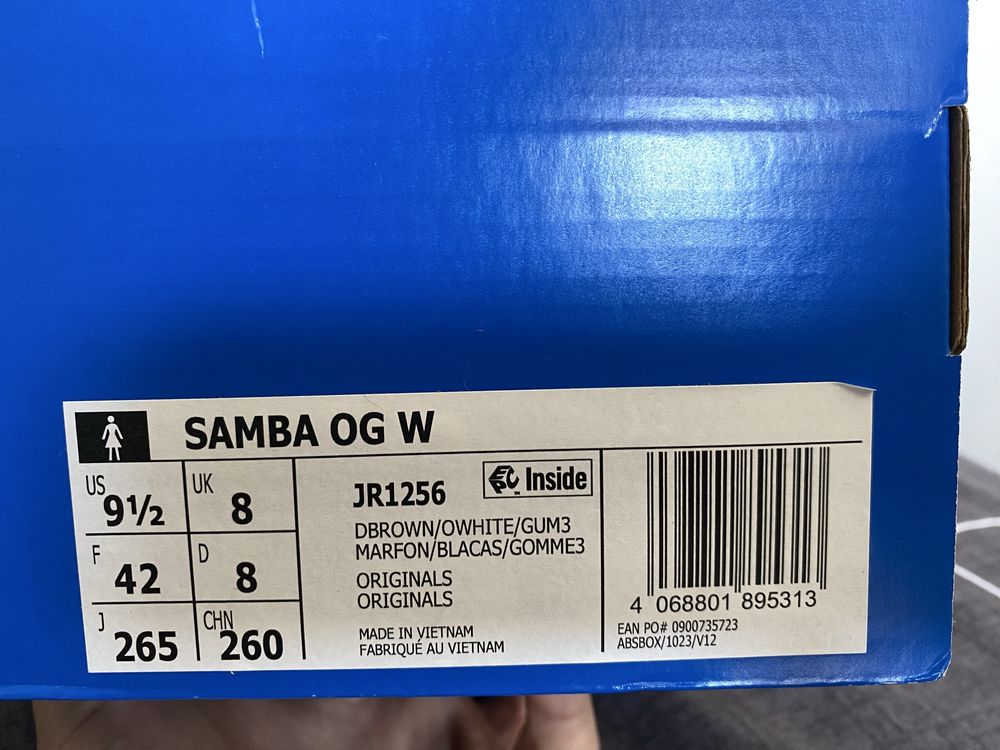 SAMBA OG W
US 9½
UK 8
F 42
D 8
J 265
CHN 260
JR1256
EPC™ Inside
DBROWN/OWHITE/GUM3
MARFON/BLACAS/GOMME3
ORIGINALS
ORIGINALS
MADE IN VIETNAM
FABRIQUÉ AU VIETNAM
4 068801 895313
EAN PO# 0900735723
ABSBOX/1023/V12